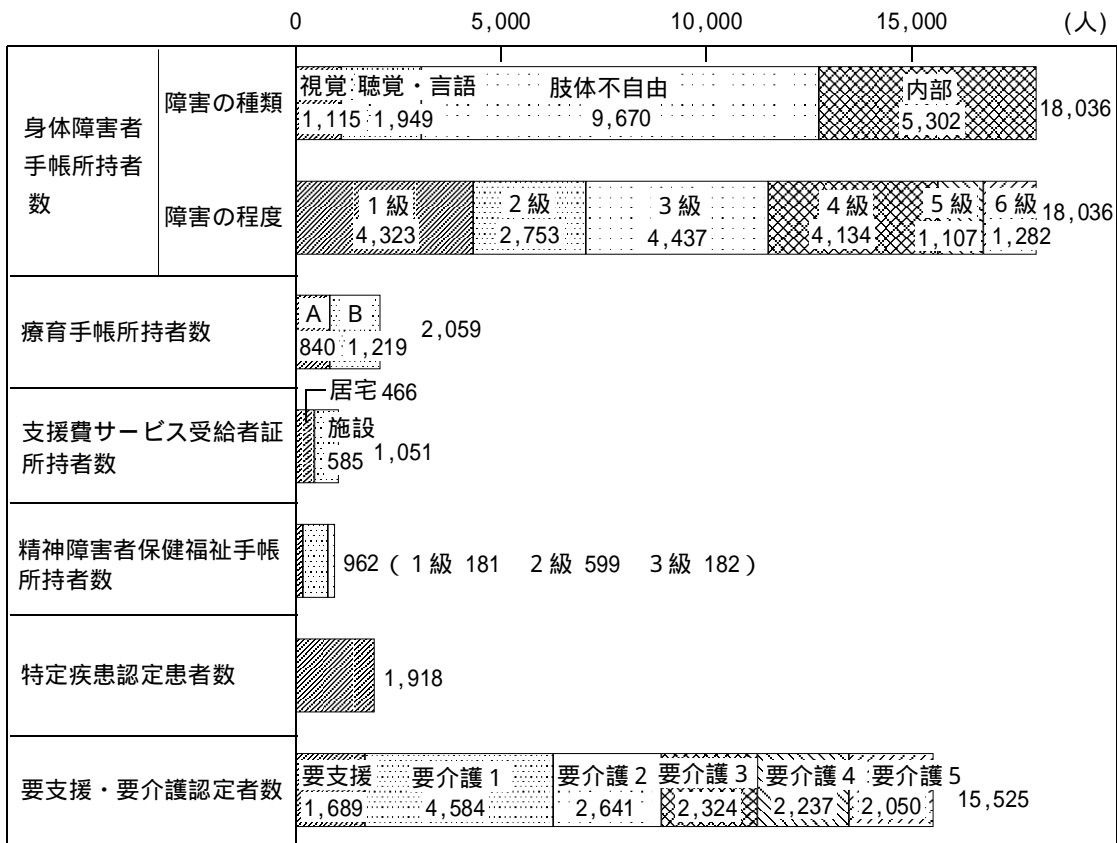 0 5,000 10,000 15,000 (人)
身体障害者
手帳所持者
数
障害の種類
視覚 聴覚・言語 肢体不自由 内部
1,115 1,949 9,670 5,302 18,036
障害の程度
1級 2級 3級 4級 5級 6級
4,323 2,753 4,437 4,134 1,107 1,282 18,036
療育手帳所持者数
A B
840 1,219 2,059
支援費サービス受給者証
所持者数
居宅 466
施設
585 1,051
精神障害者保健福祉手帳
所持者数
962 (1級 181 2級 599 3級 182)
特定疾患認定患者数
1,918
要支援・要介護認定者数
要支援 要介護1 要介護2 要介護3 要介護4 要介護5
1,689 4,584 2,641 2,324 2,237 2,050 15,525